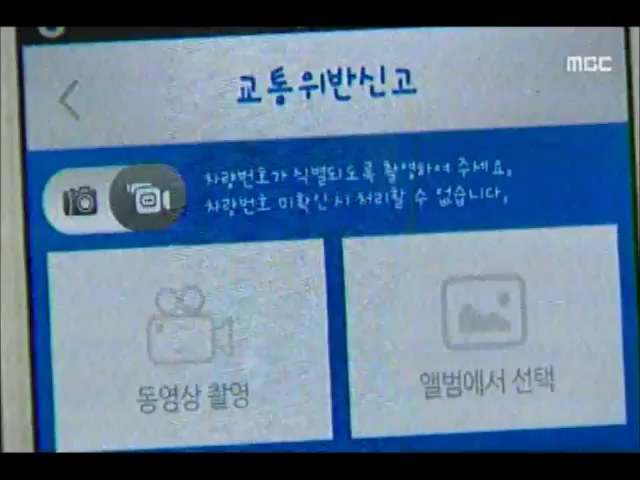 MBC
교통위반신고
차량번호가 식별되도록 촬영하여 주세요.
차량번호 미확인 시 처리할 수 없습니다.
동영상 촬영
앨범에서 선택